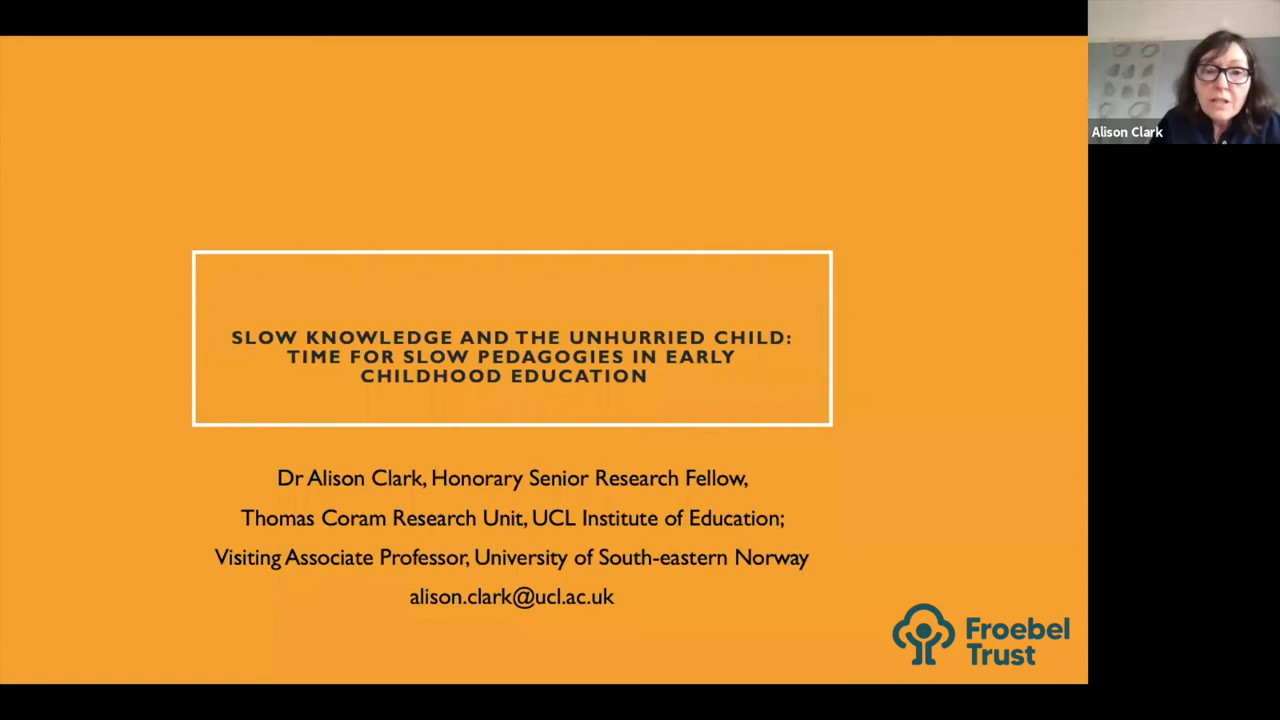 SLOW KNOWLEDGE AND THE UNHURRIED CHILD:
TIME FOR SLOW PEDAGOGIES IN EARLY
CHILDHOOD EDUCATION
Dr Alison Clark, Honorary Senior Research Fellow,
Thomas Coram Research Unit, UCL Institute of Education;
Visiting Associate Professor, University of South-eastern Norway
alison.clark@ucl.ac.uk
Froebel
Trust
Alison Clark